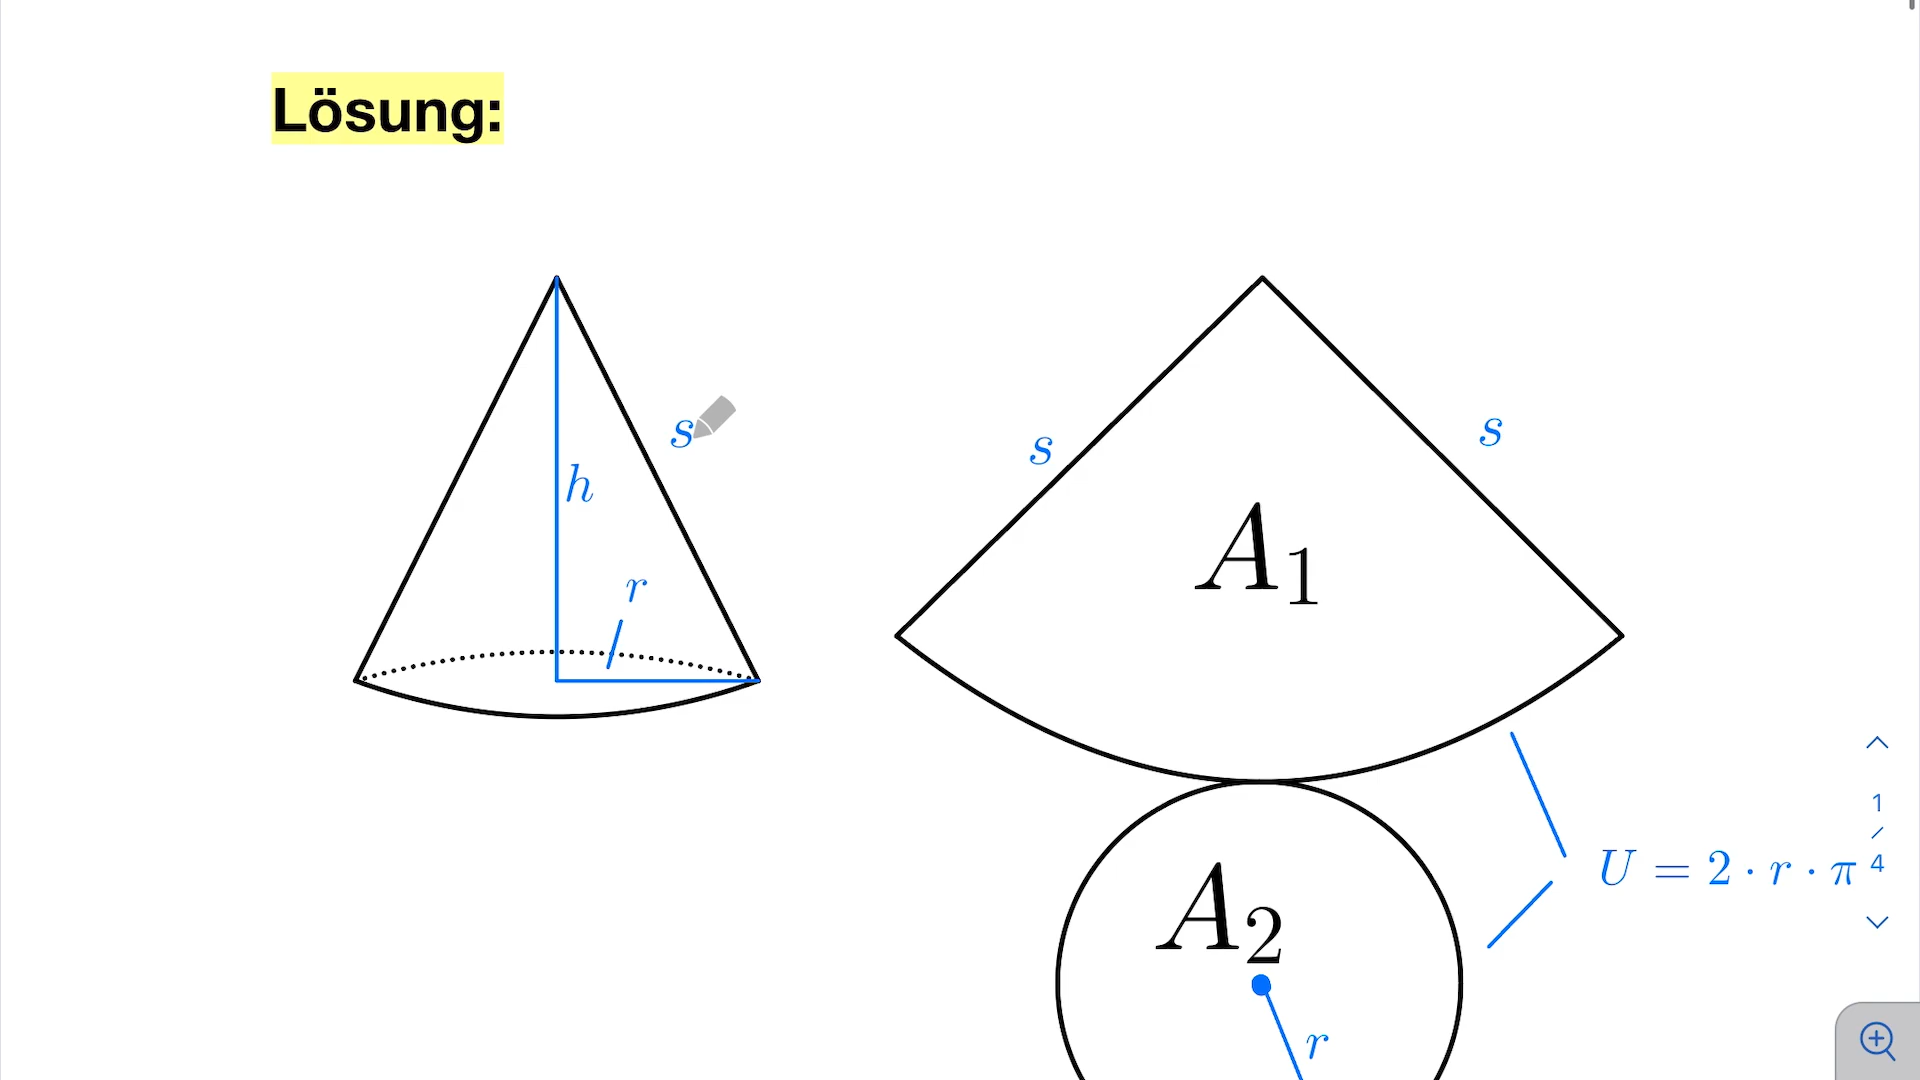 Lösung:
s
h
r
s
s
A₁
1
/
4
U = 2 · r · π
A₂
r